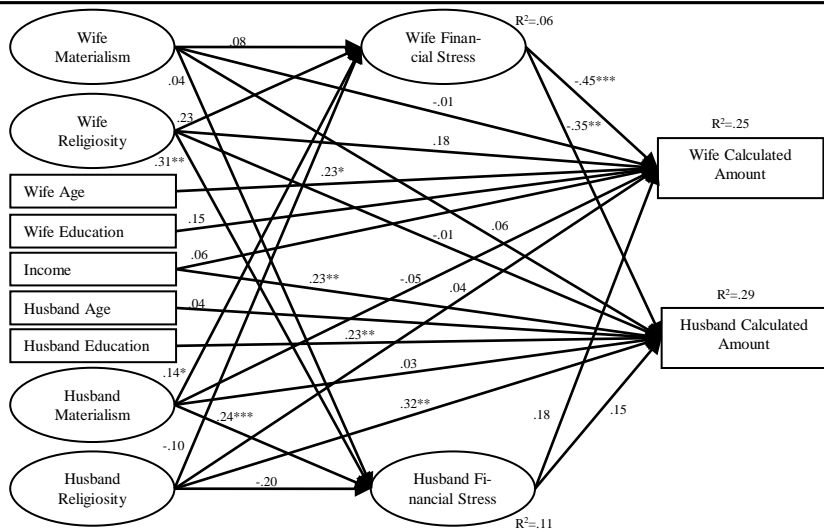 R²=.06
Wife
Materialism
.08
Wife Finan-
cial Stress
.04
-.45***
-.01
-.35**
R²=.25
Wife
Religiosity
.23
.18
Wife Calculated
Amount
.31**
.23*
Wife Age
Wife Education
.15
.06
-.01
Income
.06
.23**
-.05
.04
R²=.29
Husband Age
.04
Husband Calculated
Amount
Husband Education
.23**
.14*
.03
Husband
Materialism
.24***
.32**
.18
.15
-.10
Husband
Religiosity
-.20
Husband Fi-
nancial Stress
R²=.11